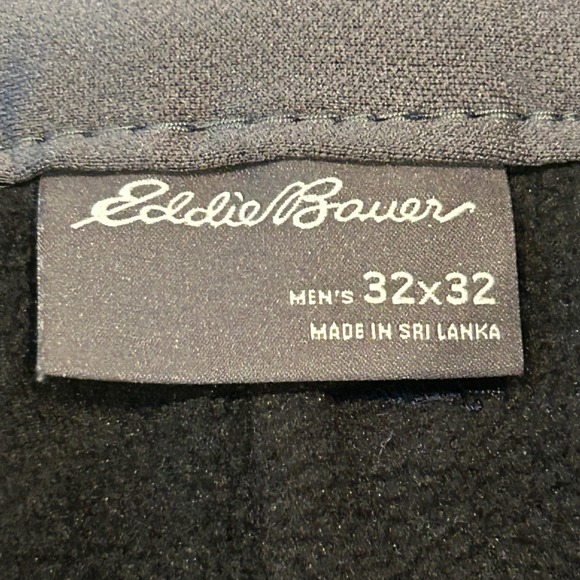 Eddie Bauer
MEN'S 32x32
MADE IN SRI LANKA